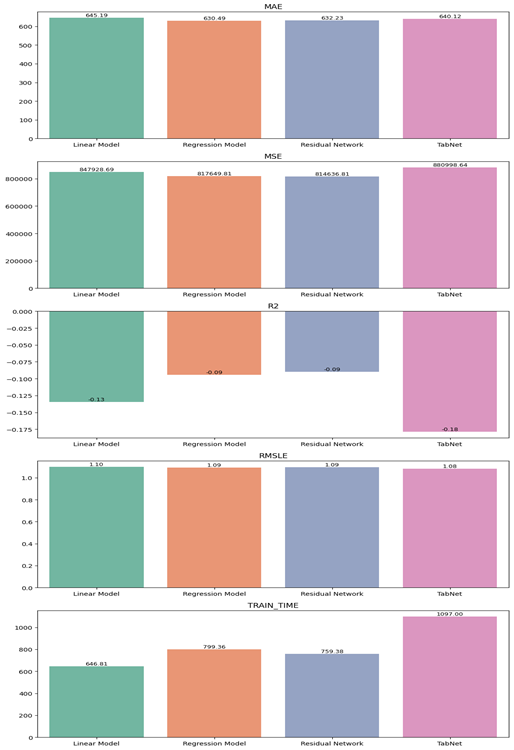 MAE
645.19 630.49 632.23 640.12
600
500
400
300
200
100
0
Linear Model Regression Model Residual Network TabNet
MSE
847928.69 817649.81 814636.81 880998.64
800000
600000
400000
200000
0
Linear Model Regression Model Residual Network TabNet
R2
0.000
−0.025
−0.050
−0.075
−0.100
−0.125
−0.150
−0.175
-0.13 -0.09 -0.09 -0.18
Linear Model Regression Model Residual Network TabNet
RMSLE
1.10 1.09 1.09 1.08
1.0
0.8
0.6
0.4
0.2
0.0
Linear Model Regression Model Residual Network TabNet
TRAIN_TIME
646.81 799.36 759.38 1097.00
1000
800
600
400
200
0
Linear Model Regression Model Residual Network TabNet